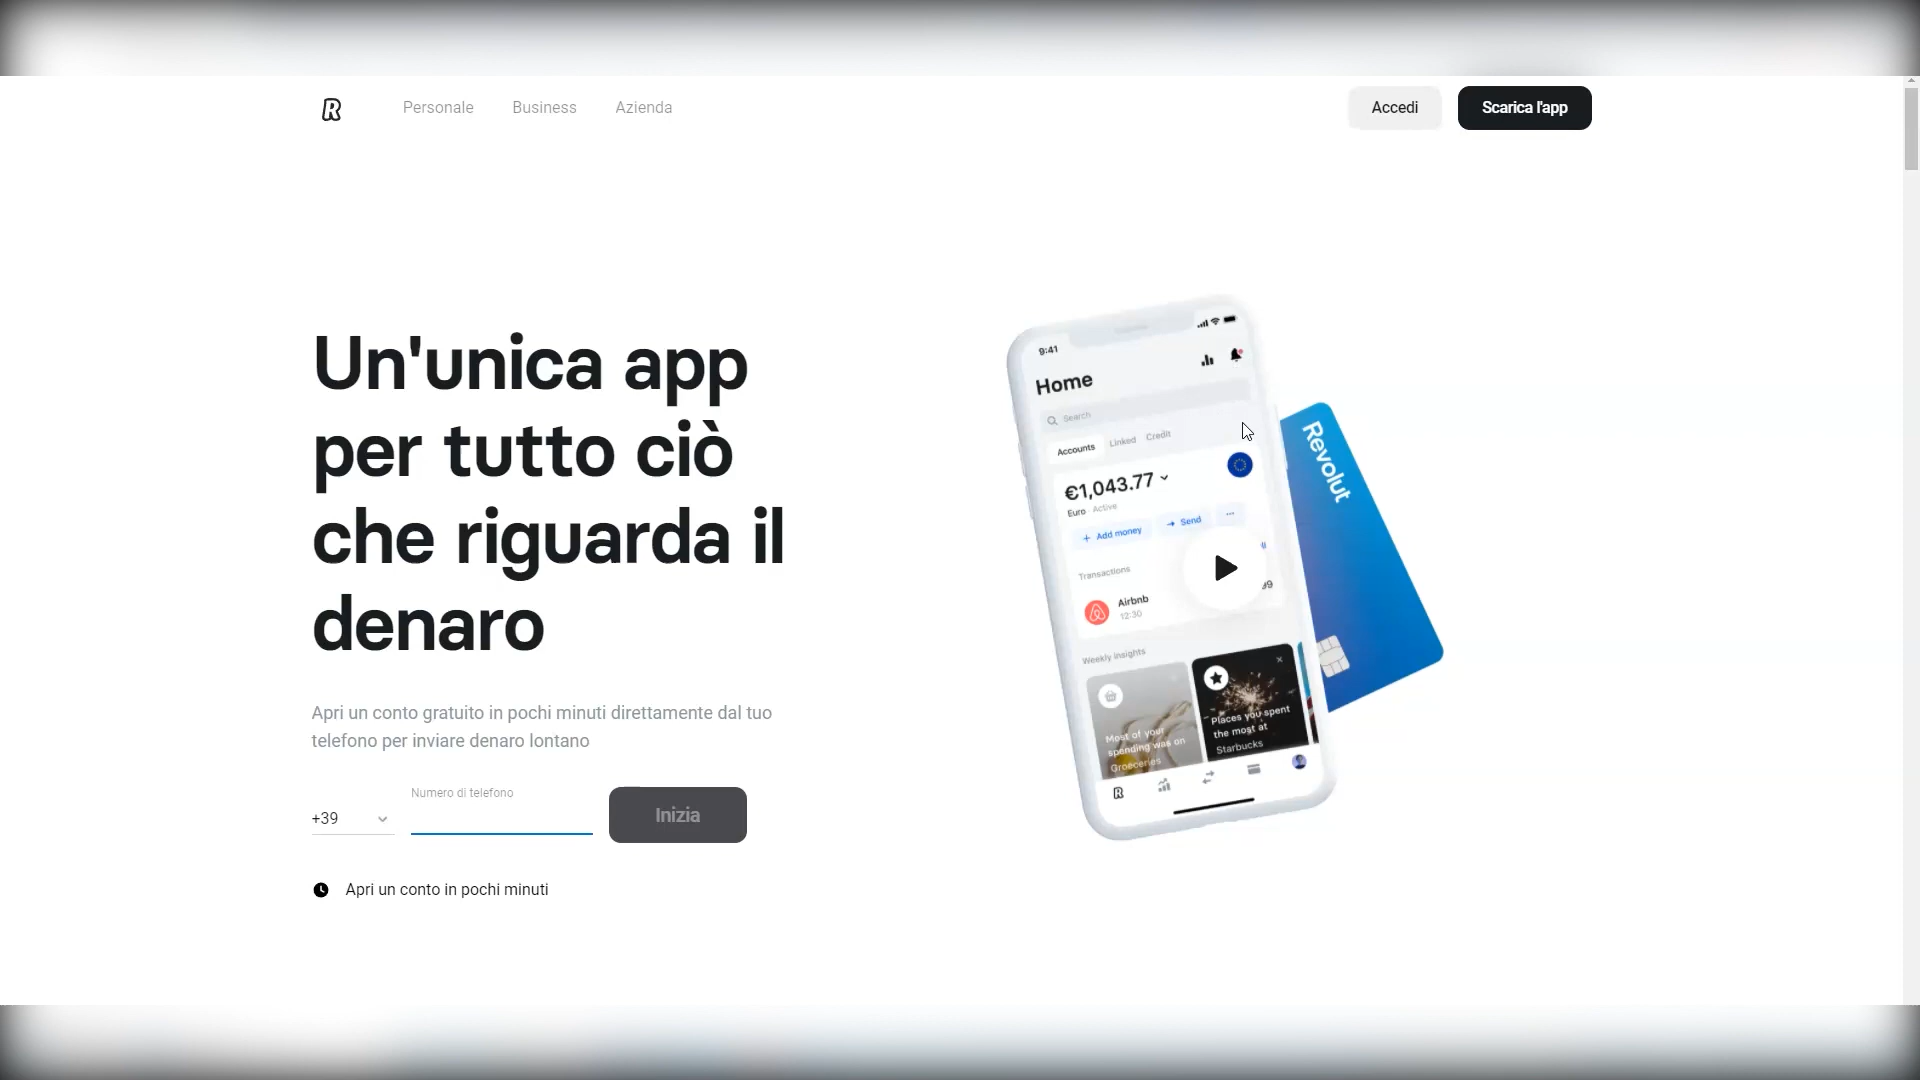 R
Personale
Business
Azienda
Accedi
Scarica l'app
Un'unica app
per tutto ciò
che riguarda il
denaro
Apri un conto gratuito in pochi minuti direttamente dal tuo
telefono per inviare denaro lontano
+39
Numero di telefono
Inizia
Apri un conto in pochi minuti
9:41
Home
Search
Accounts
Linked
Credit
€1,043.77
Euro · Active
+ Add money
→ Send
Transactions
Airbnb
12:30
99
Weekly insights
Most of your
spending was on
Groeceries
Places you spent
the most at
Starbucks
R
Revolut